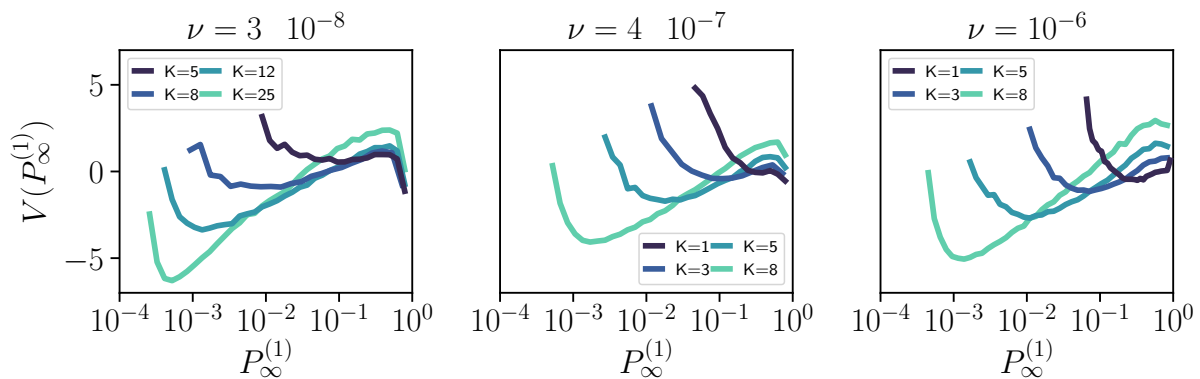 ν = 3 10⁻⁸
ν = 4 10⁻⁷
ν = 10⁻⁶
V(P∞⁽¹⁾)
5
0
−5
K=5 K=12
K=8 K=25
K=1 K=5
K=3 K=8
K=1 K=5
K=3 K=8
10⁻⁴ 10⁻³ 10⁻² 10⁻¹ 10⁰
10⁻⁴ 10⁻³ 10⁻² 10⁻¹ 10⁰
10⁻⁴ 10⁻³ 10⁻² 10⁻¹ 10⁰
P∞⁽¹⁾
P∞⁽¹⁾
P∞⁽¹⁾